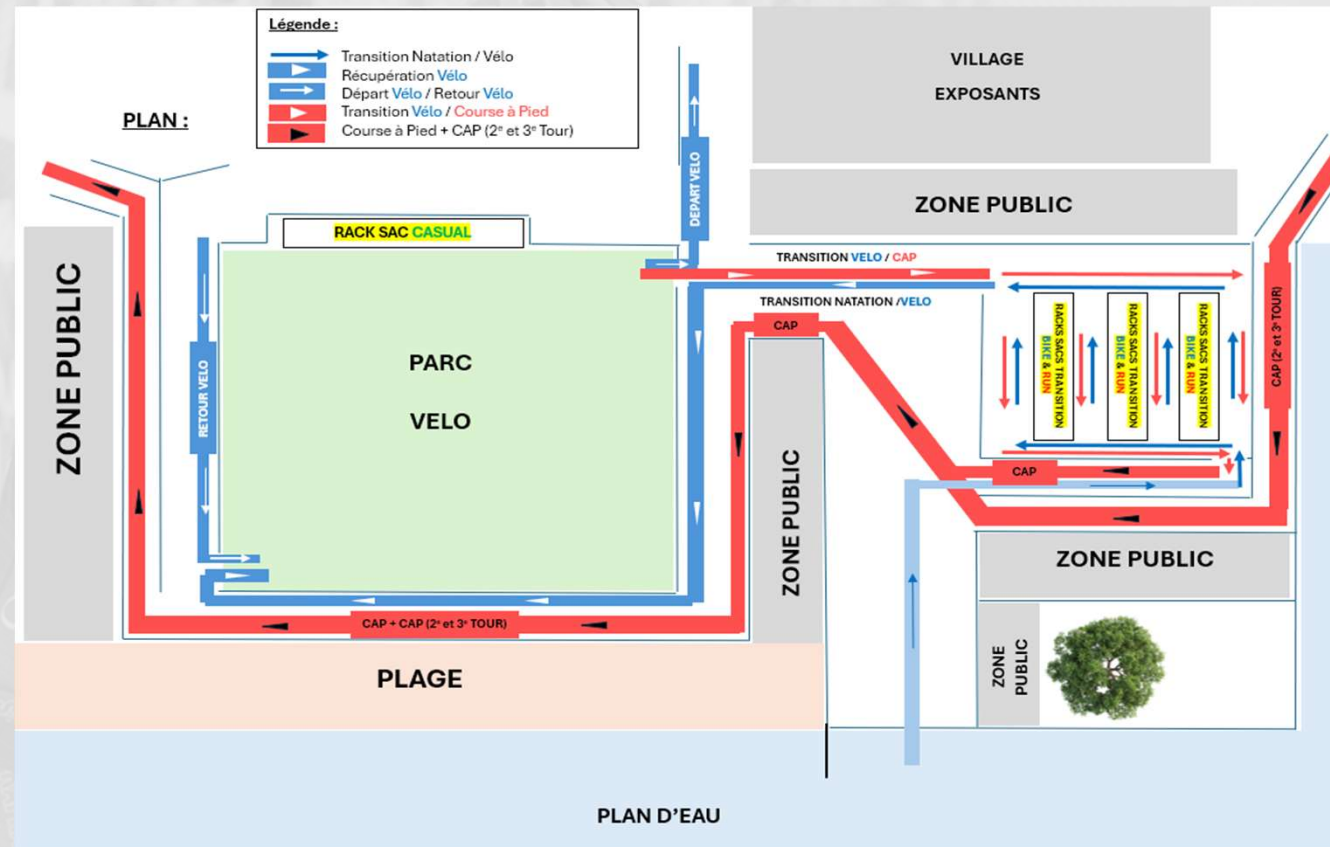 Légende :
Transition Natation / Vélo
Récupération Vélo
Départ Vélo / Retour Vélo
Transition Vélo / Course à Pied
Course à Pied + CAP (2e et 3e Tour)
PLAN :
VILLAGE
EXPOSANTS
ZONE PUBLIC
DEPART VELO
RACK SAC CASUAL
TRANSITION VELO / CAP
TRANSITION NATATION /VELO
CAP
RACKS SACS TRANSITION
BIKE & RUN
RACKS SACS TRANSITION
BIKE & RUN
RACKS SACS TRANSITION
BIKE & RUN
CAP (2e et 3e TOUR)
ZONE PUBLIC
RETOUR VELO
PARC
VELO
ZONE PUBLIC
CAP
ZONE PUBLIC
CAP + CAP (2e et 3e TOUR)
ZONE
PUBLIC
PLAGE
PLAN D'EAU